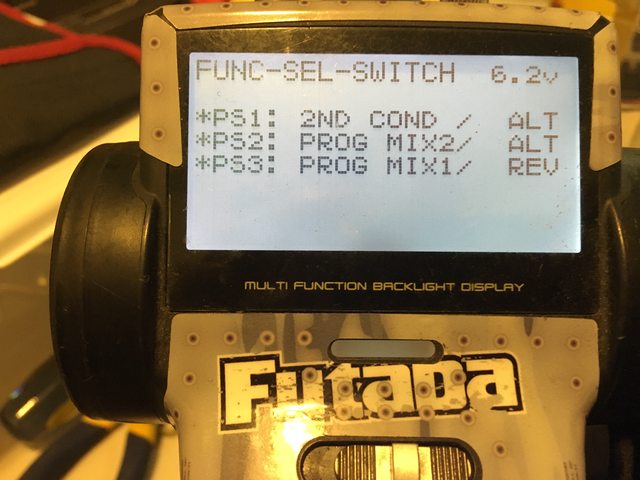 FUNC-SEL-SWITCH 6.2v
*PS1: 2ND COND / ALT
*PS2: PROG MIX2/ ALT
*PS3: PROG MIX1/ REV
MULTI FUNCTION BACKLIGHT DISPLAY
Futaba